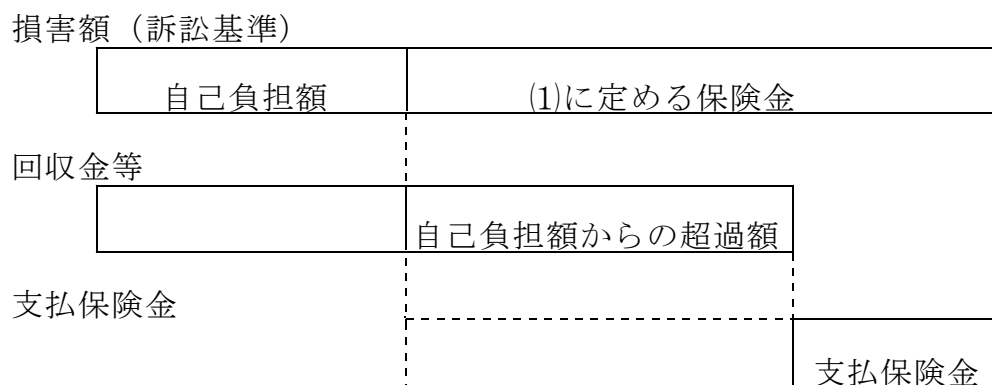 損害額（訴訟基準）
自己負担額 ⑴に定める保険金
回収金等
自己負担額からの超過額
支払保険金
支払保険金